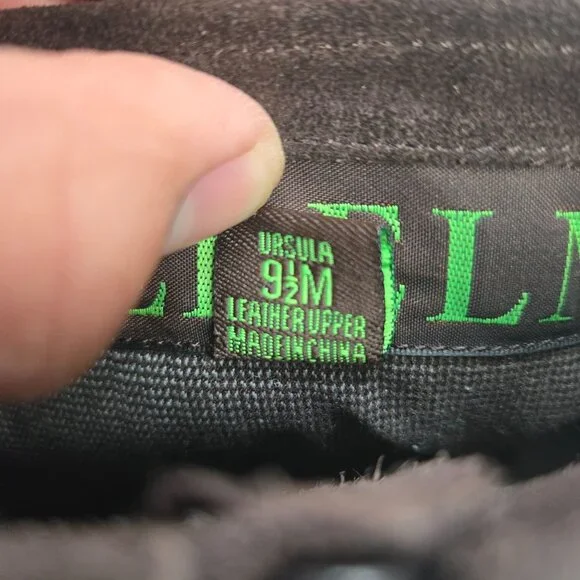 URSULA
9½M
LEATHER UPPER
MADE IN CHINA